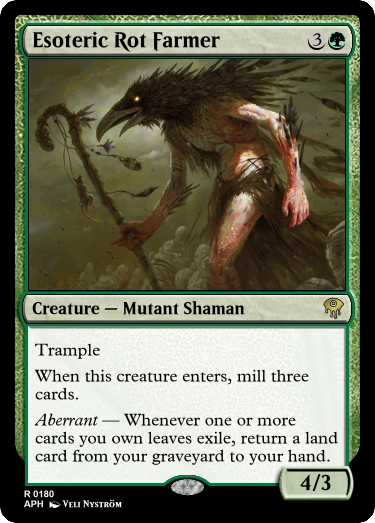 Esoteric Rot Farmer 3
Creature — Mutant Shaman
Trample
When this creature enters, mill three
cards.
Aberrant — Whenever one or more
cards you own leaves exile, return a land
card from your graveyard to your hand.
4/3
R 0180
APH VELI NYSTRÖM